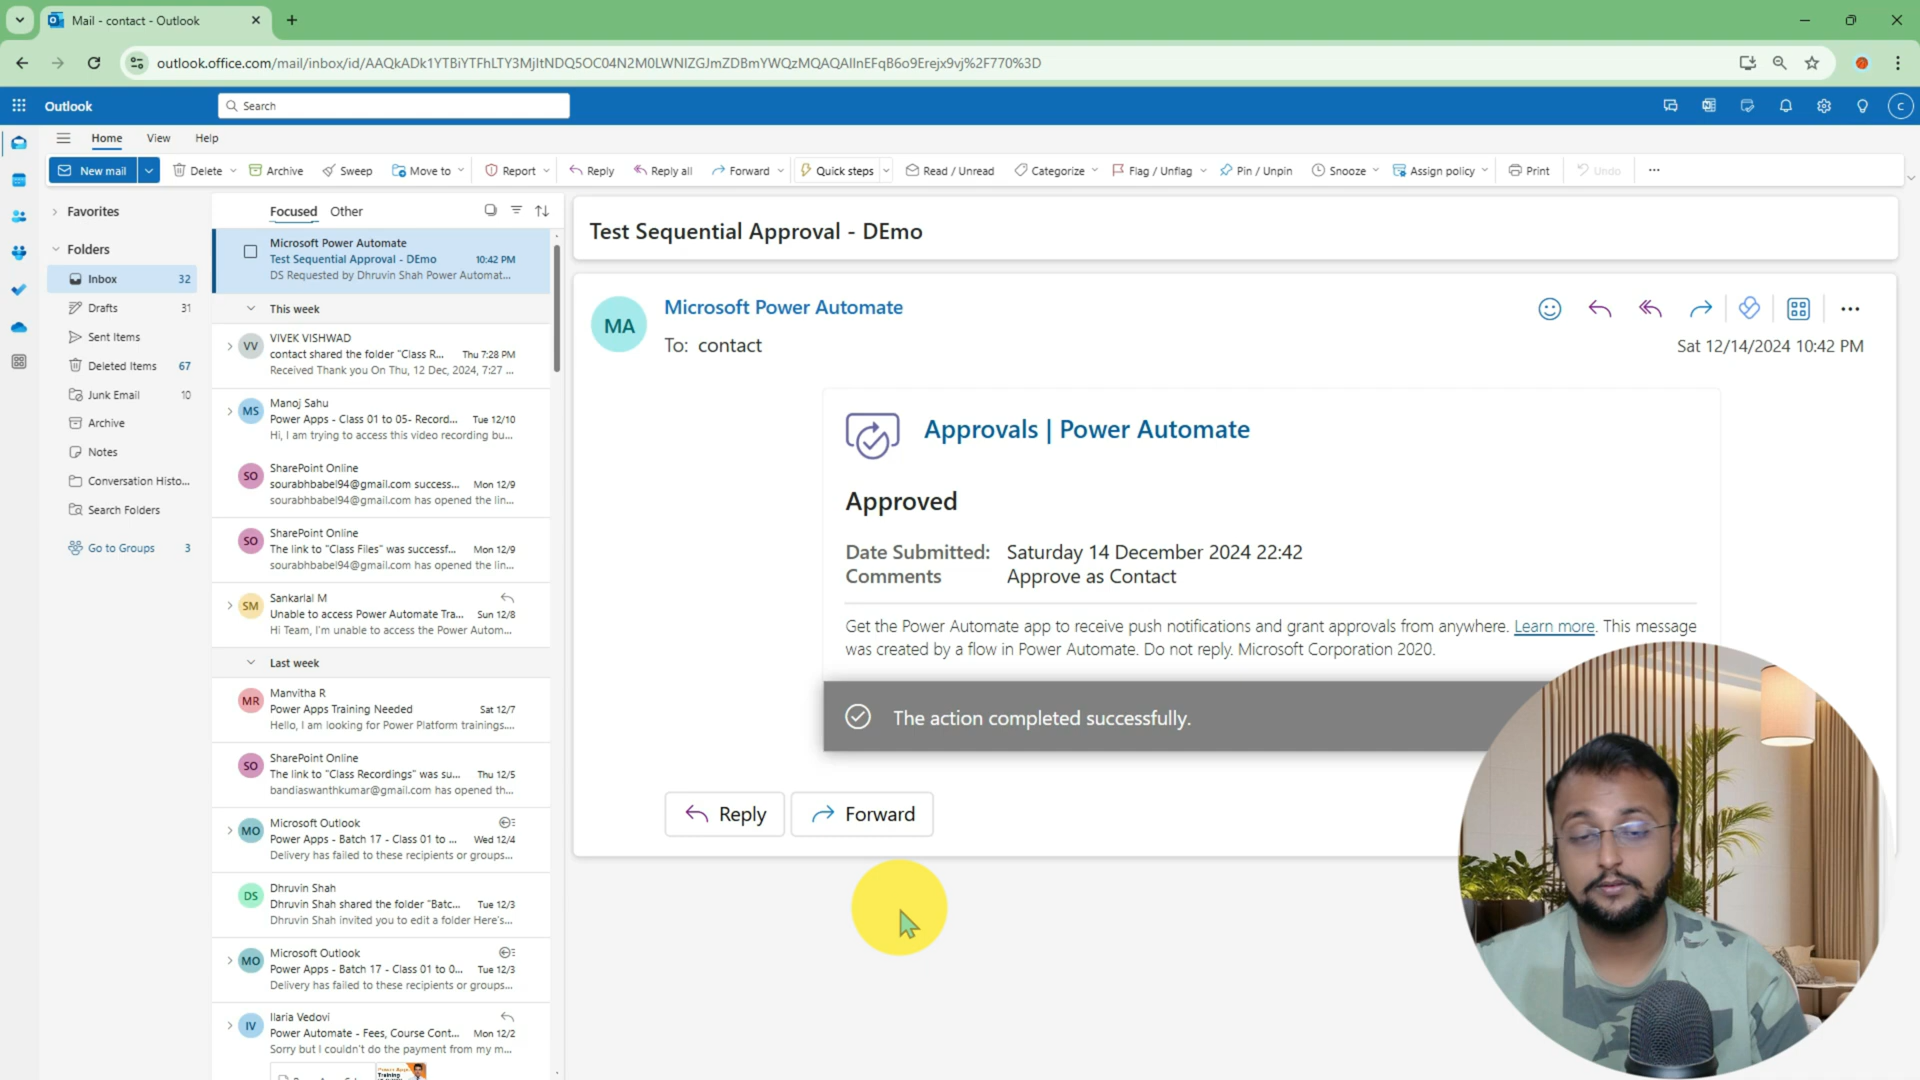 Mail - contact - Outlook
outlook.office.com/mail/inbox/id/AAQkADk1YTBiYTFhLTY3MjItNDQ5OC04N2M0LWNlZGJmZDBmYWQzMQAQAIlnEFqB6o9Erejx9vj%2F770%3D
Outlook
Search
C
Home View Help
New mail Delete Archive Sweep Move to Report Reply Reply all Forward Quick steps Read / Unread Categorize Flag / Unflag Pin / Unpin Snooze Assign policy Print Undo
Favorites
Folders
Inbox 32
Drafts 31
Sent Items
Deleted Items 67
Junk Email 10
Archive
Notes
Conversation Histo...
Search Folders
Go to Groups 3
Focused Other
Microsoft Power Automate
Test Sequential Approval - DEmo 10:42 PM
DS Requested by Dhruvin Shah Power Automat...
This week
VV
VIVEK VISHWAD
contact shared the folder "Class R... Thu 7:28 PM
Received Thank you On Thu, 12 Dec, 2024, 7:27 ...
MS
Manoj Sahu
Power Apps - Class 01 to 05- Record... Tue 12/10
Hi, I am trying to access this video recording bu...
SO
SharePoint Online
sourabhbabel94@gmail.com success... Mon 12/9
sourabhbabel94@gmail.com has opened the lin...
SO
SharePoint Online
The link to "Class Files" was successf... Mon 12/9
sourabhbabel94@gmail.com has opened the lin...
SM
Sankarlal M
Unable to access Power Automate Tra... Sun 12/8
Hi Team, I'm unable to access the Power Autom...
Last week
MR
Manvitha R
Power Apps Training Needed Sat 12/7
Hello, I am looking for Power Platform trainings....
SO
SharePoint Online
The link to "Class Recordings" was su... Thu 12/5
bandiaswanthkumar@gmail.com has opened th...
MO
Microsoft Outlook
Power Apps - Batch 17 - Class 01 to ... Wed 12/4
Delivery has failed to these recipients or groups...
DS
Dhruvin Shah
Dhruvin Shah shared the folder "Batc... Tue 12/3
Dhruvin Shah invited you to edit a folder Here's...
MO
Microsoft Outlook
Power Apps - Batch 17 - Class 01 to 0... Tue 12/3
Delivery has failed to these recipients or groups...
IV
Ilaria Vedovi
Power Automate - Fees, Course Cont... Mon 12/2
Sorry but I couldn't do the payment from my m...
Training
Test Sequential Approval - DEmo
MA
Microsoft Power Automate
To: contact
Sat 12/14/2024 10:42 PM
Approvals | Power Automate
Approved
Date Submitted: Saturday 14 December 2024 22:42
Comments Approve as Contact
Get the Power Automate app to receive push notifications and grant approvals from anywhere. Learn more. This message
was created by a flow in Power Automate. Do not reply. Microsoft Corporation 2020.
The action completed successfully.
Reply Forward